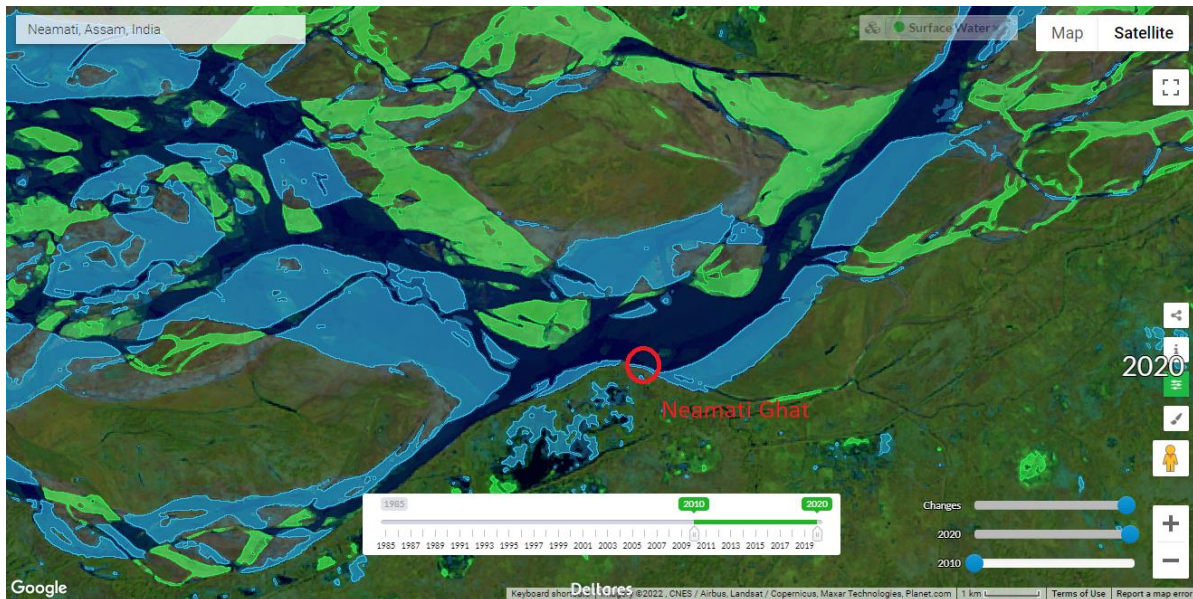 Neamati, Assam, India
Surface Water
Map Satellite
2020
Neamati Ghat
1985 2010 2020
1985 1987 1989 1991 1993 1995 1997 1999 2001 2003 2005 2007 2009 2011 2013 2015 2017 2019
Changes
2020
2010
Google
Deltares
Keyboard ©2022 , CNES / Airbus, Landsat / Copernicus, Maxar Technologies, Planet.com 1 km Terms of Use Report a map error